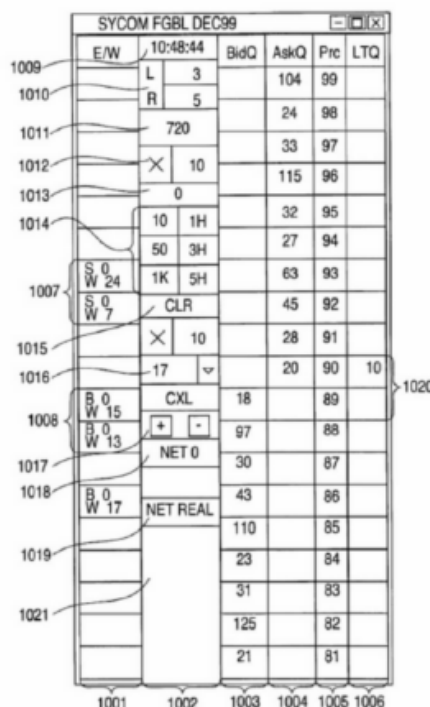 SYCOM FGBL DEC99
E/W 10:48:44 BidQ AskQ Prc LTQ
1009
L 3 104 99
1010
R 5
24 98
1011 720
33 97
1012 10
115 96
1013 0
1014 10 1H 32 95
50 3H 27 94
S 0
W 24 1K 5H 63 93
1007
S 0
W 7 CLR 45 92
1015 10 28 91
1016 17 20 90 10
1020
B 0
W 15 CXL 18 89
1008
B 0
W 13 + - 97 88
1017
1018 NET 0 30 87
B 0
W 17 43 86
NET REAL
1019 110 85
23 84
1021 31 83
125 82
21 81
1001 1002 1003 1004 1005 1006